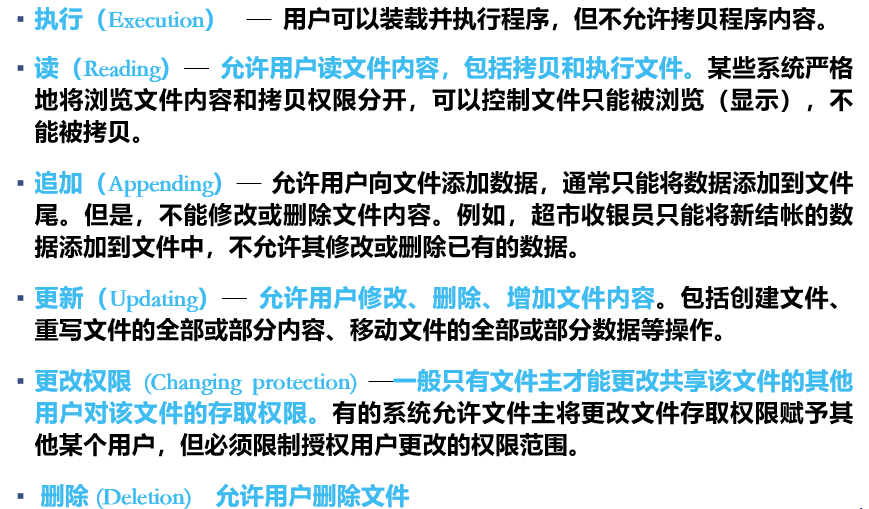 ▪ 执行（Execution） — 用户可以装载并执行程序，但不允许拷贝程序内容。
▪ 读（Reading）— 允许用户读文件内容，包括拷贝和执行文件。某些系统严格
地将浏览文件内容和拷贝权限分开，可以控制文件只能被浏览（显示），不
能被拷贝。
▪ 追加（Appending）— 允许用户向文件添加数据，通常只能将数据添加到文件
尾。但是，不能修改或删除文件内容。例如，超市收银员只能将新结帐的数
据添加到文件中，不允许其修改或删除已有的数据。
▪ 更新（Updating）— 允许用户修改、删除、增加文件内容。包括创建文件、
重写文件的全部或部分内容、移动文件的全部或部分数据等操作。
▪ 更改权限 (Changing protection) —一般只有文件主才能更改共享该文件的其他
用户对该文件的存取权限。有的系统允许文件主将更改文件存取权限赋予其
他某个用户，但必须限制授权用户更改的权限范围。
▪ 删除 (Deletion) 允许用户删除文件